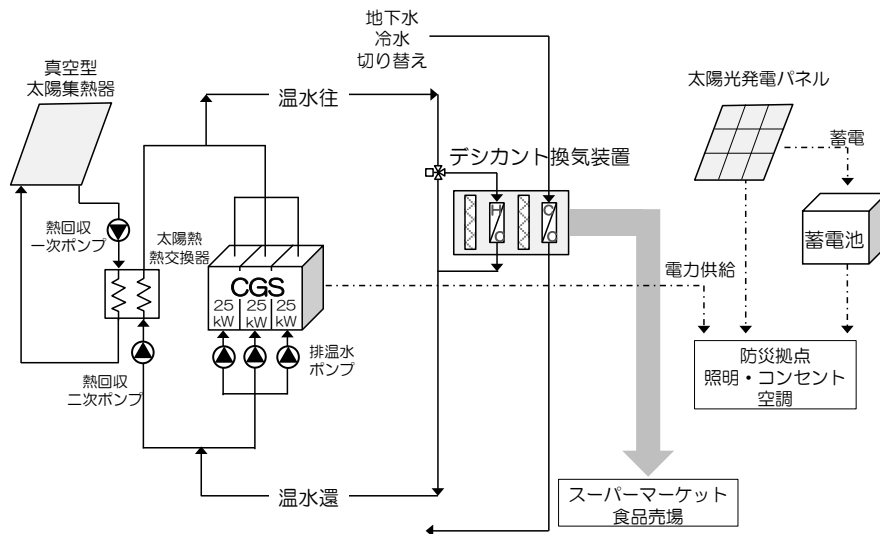 地下水
冷水
切り替え
真空型
太陽集熱器
温水往
太陽光発電パネル
蓄電
デシカント換気装置
熱回収
一次ポンプ
太陽熱
熱交換器
HC
CC
蓄電池
CGS
25
kW
25
kW
25
kW
電力供給
排温水
ポンプ
熱回収
二次ポンプ
防災拠点
照明・コンセント
空調
温水還
スーパーマーケット
食品売場